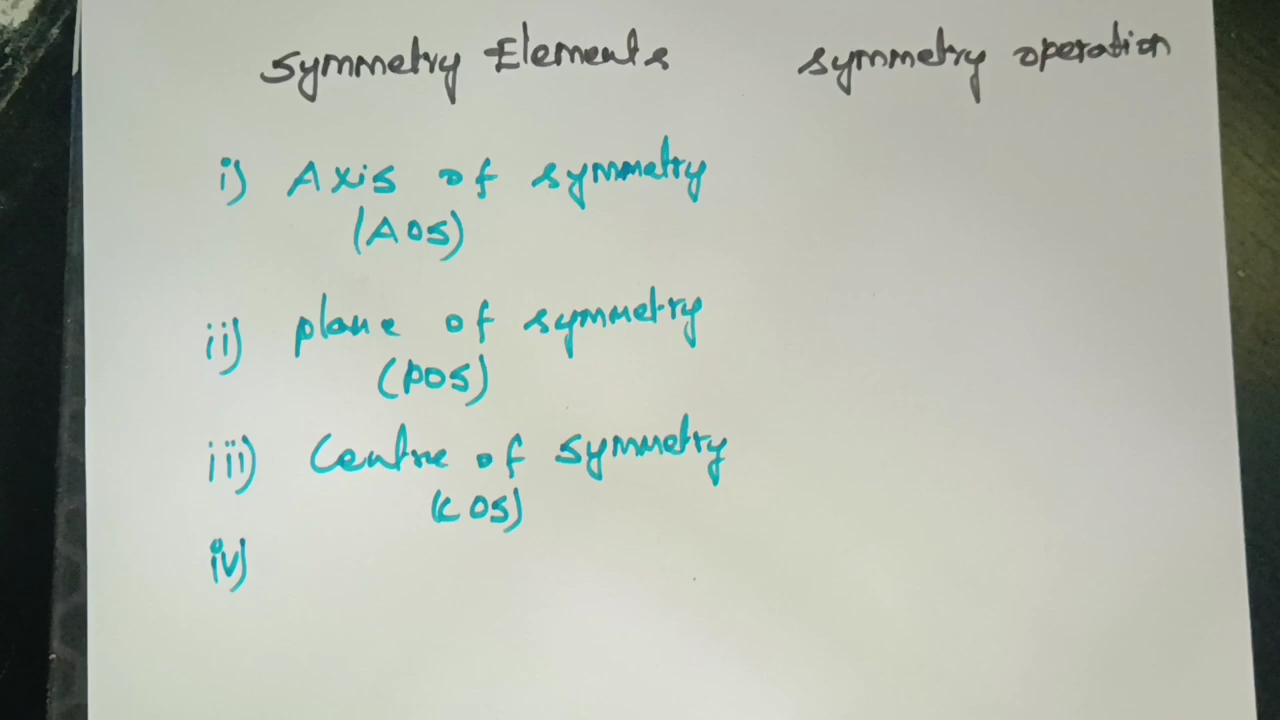 Symmetry Elements symmetry operation
i) Axis of symmetry
(AOS)
ii) plane of symmetry
(POS)
iii) Centre of symmetry
(COS)
iv)